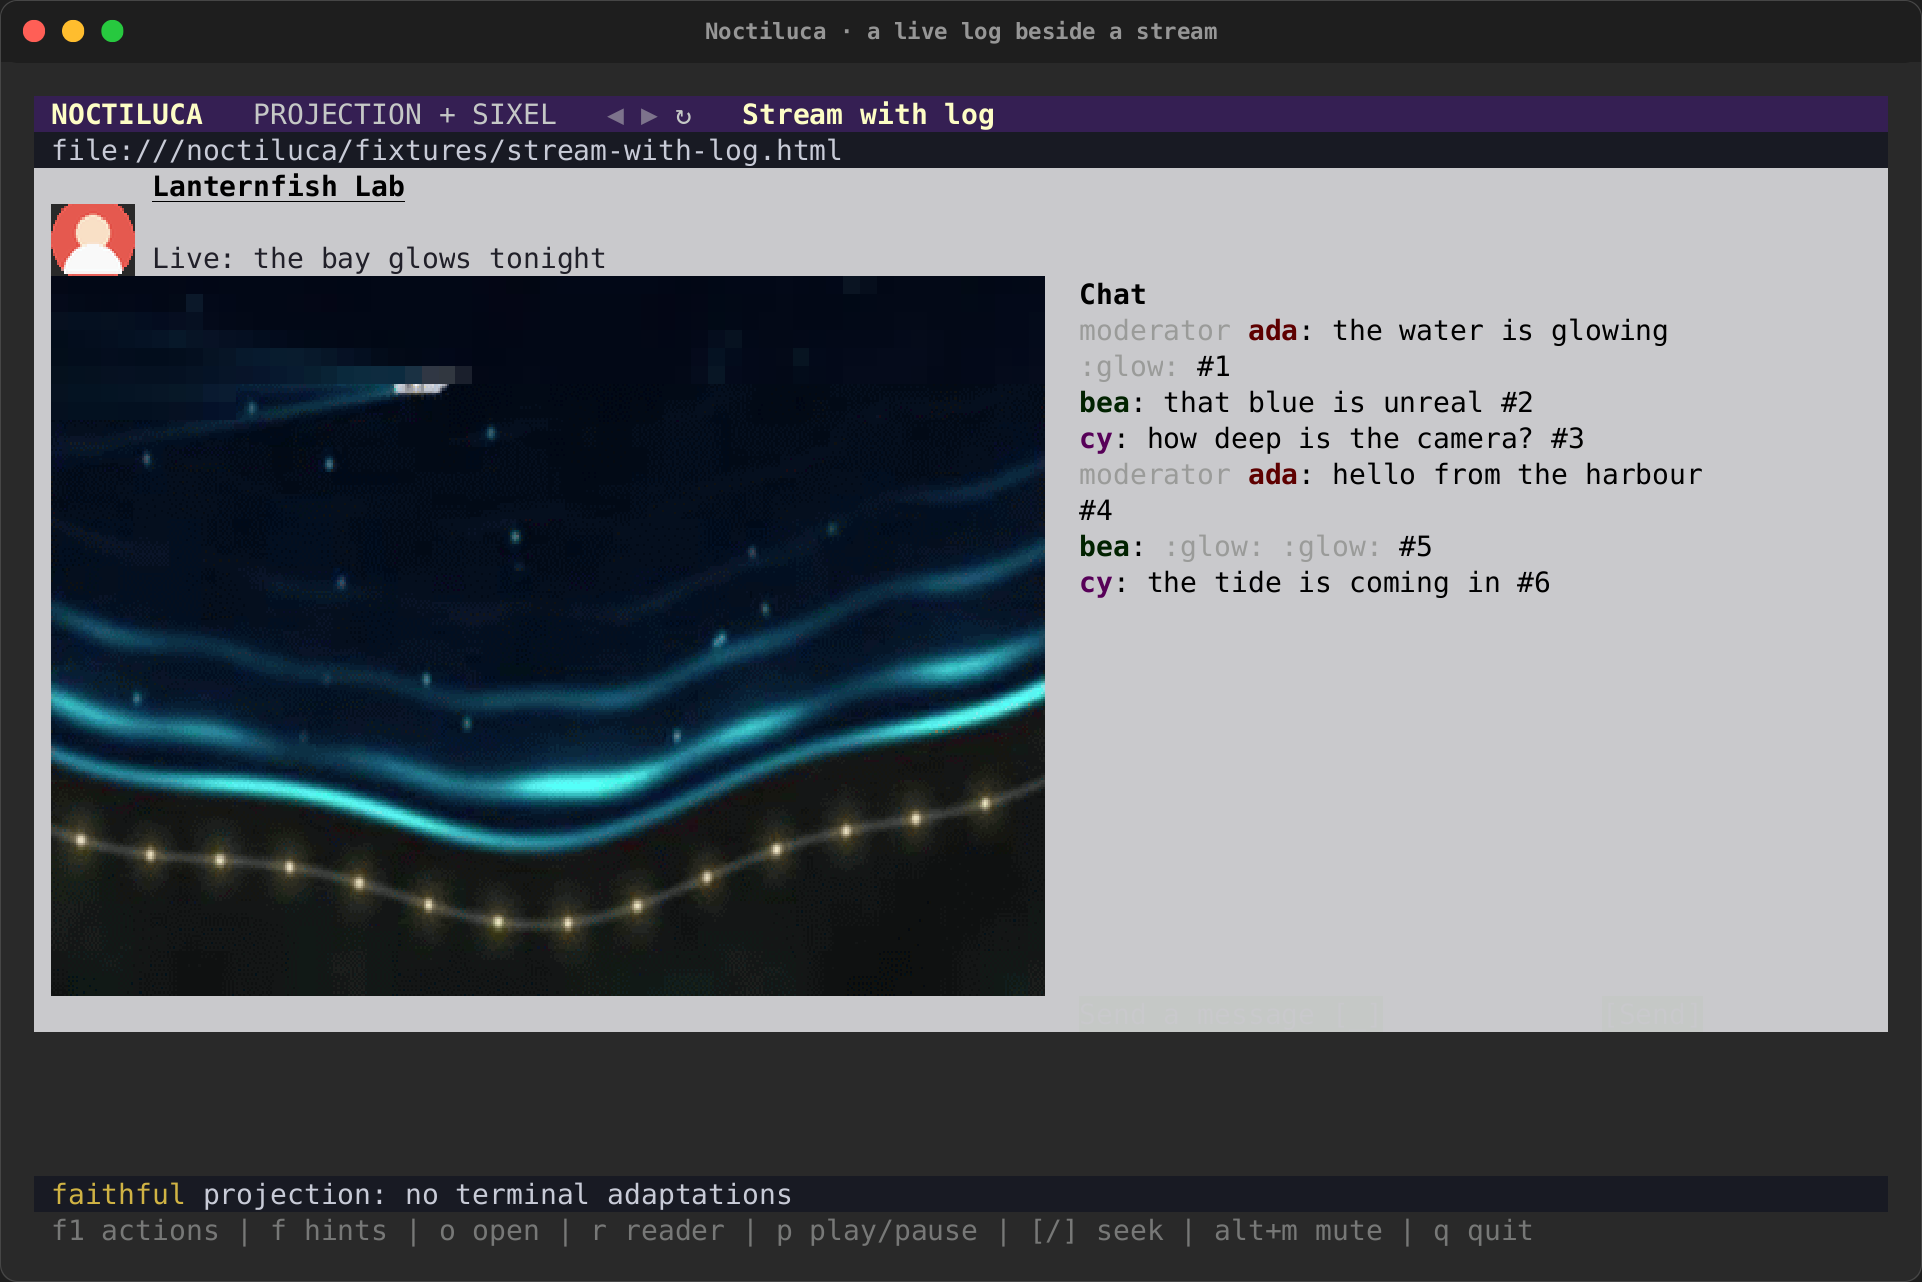 Noctiluca · a live log beside a stream
NOCTILUCA PROJECTION + SIXEL ◀ ▶ ↻ Stream with log
file:///noctiluca/fixtures/stream-with-log.html
Lanternfish Lab
Live: the bay glows tonight
Chat
moderator ada: the water is glowing
:glow: #1
bea: that blue is unreal #2
cy: how deep is the camera? #3
moderator ada: hello from the harbour
#4
bea: :glow: :glow: #5
cy: the tide is coming in #6
faithful projection: no terminal adaptations
f1 actions | f hints | o open | r reader | p play/pause | [/] seek | alt+m mute | q quit